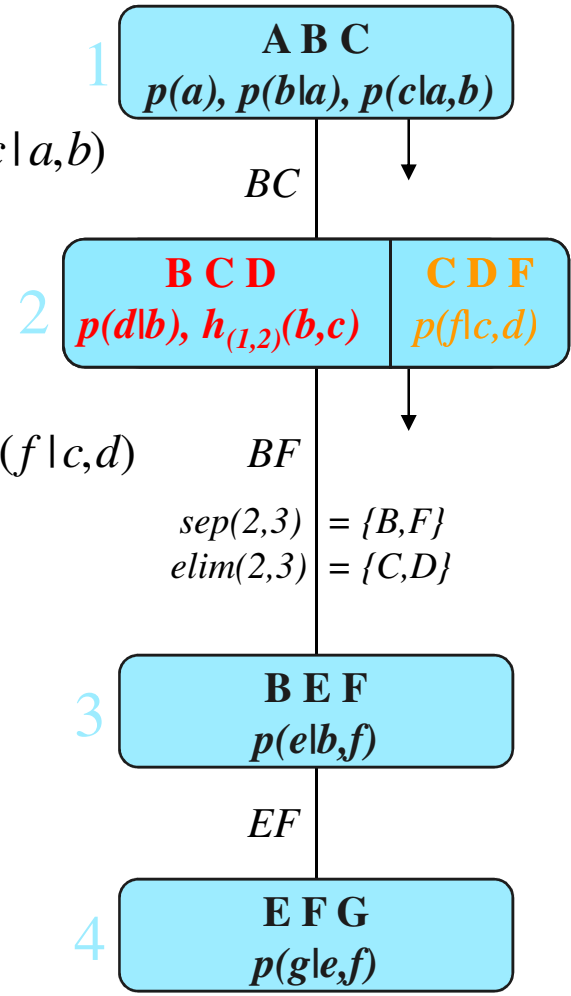 1
A B C
p(a), p(b|a), p(c|a,b)
c | a,b)
BC
2
B C D
p(d|b), h(1,2)(b,c)
C D F
p(f|c,d)
(f | c,d)
BF
sep(2,3) = {B,F}
elim(2,3) = {C,D}
3
B E F
p(e|b,f)
EF
4
E F G
p(g|e,f)